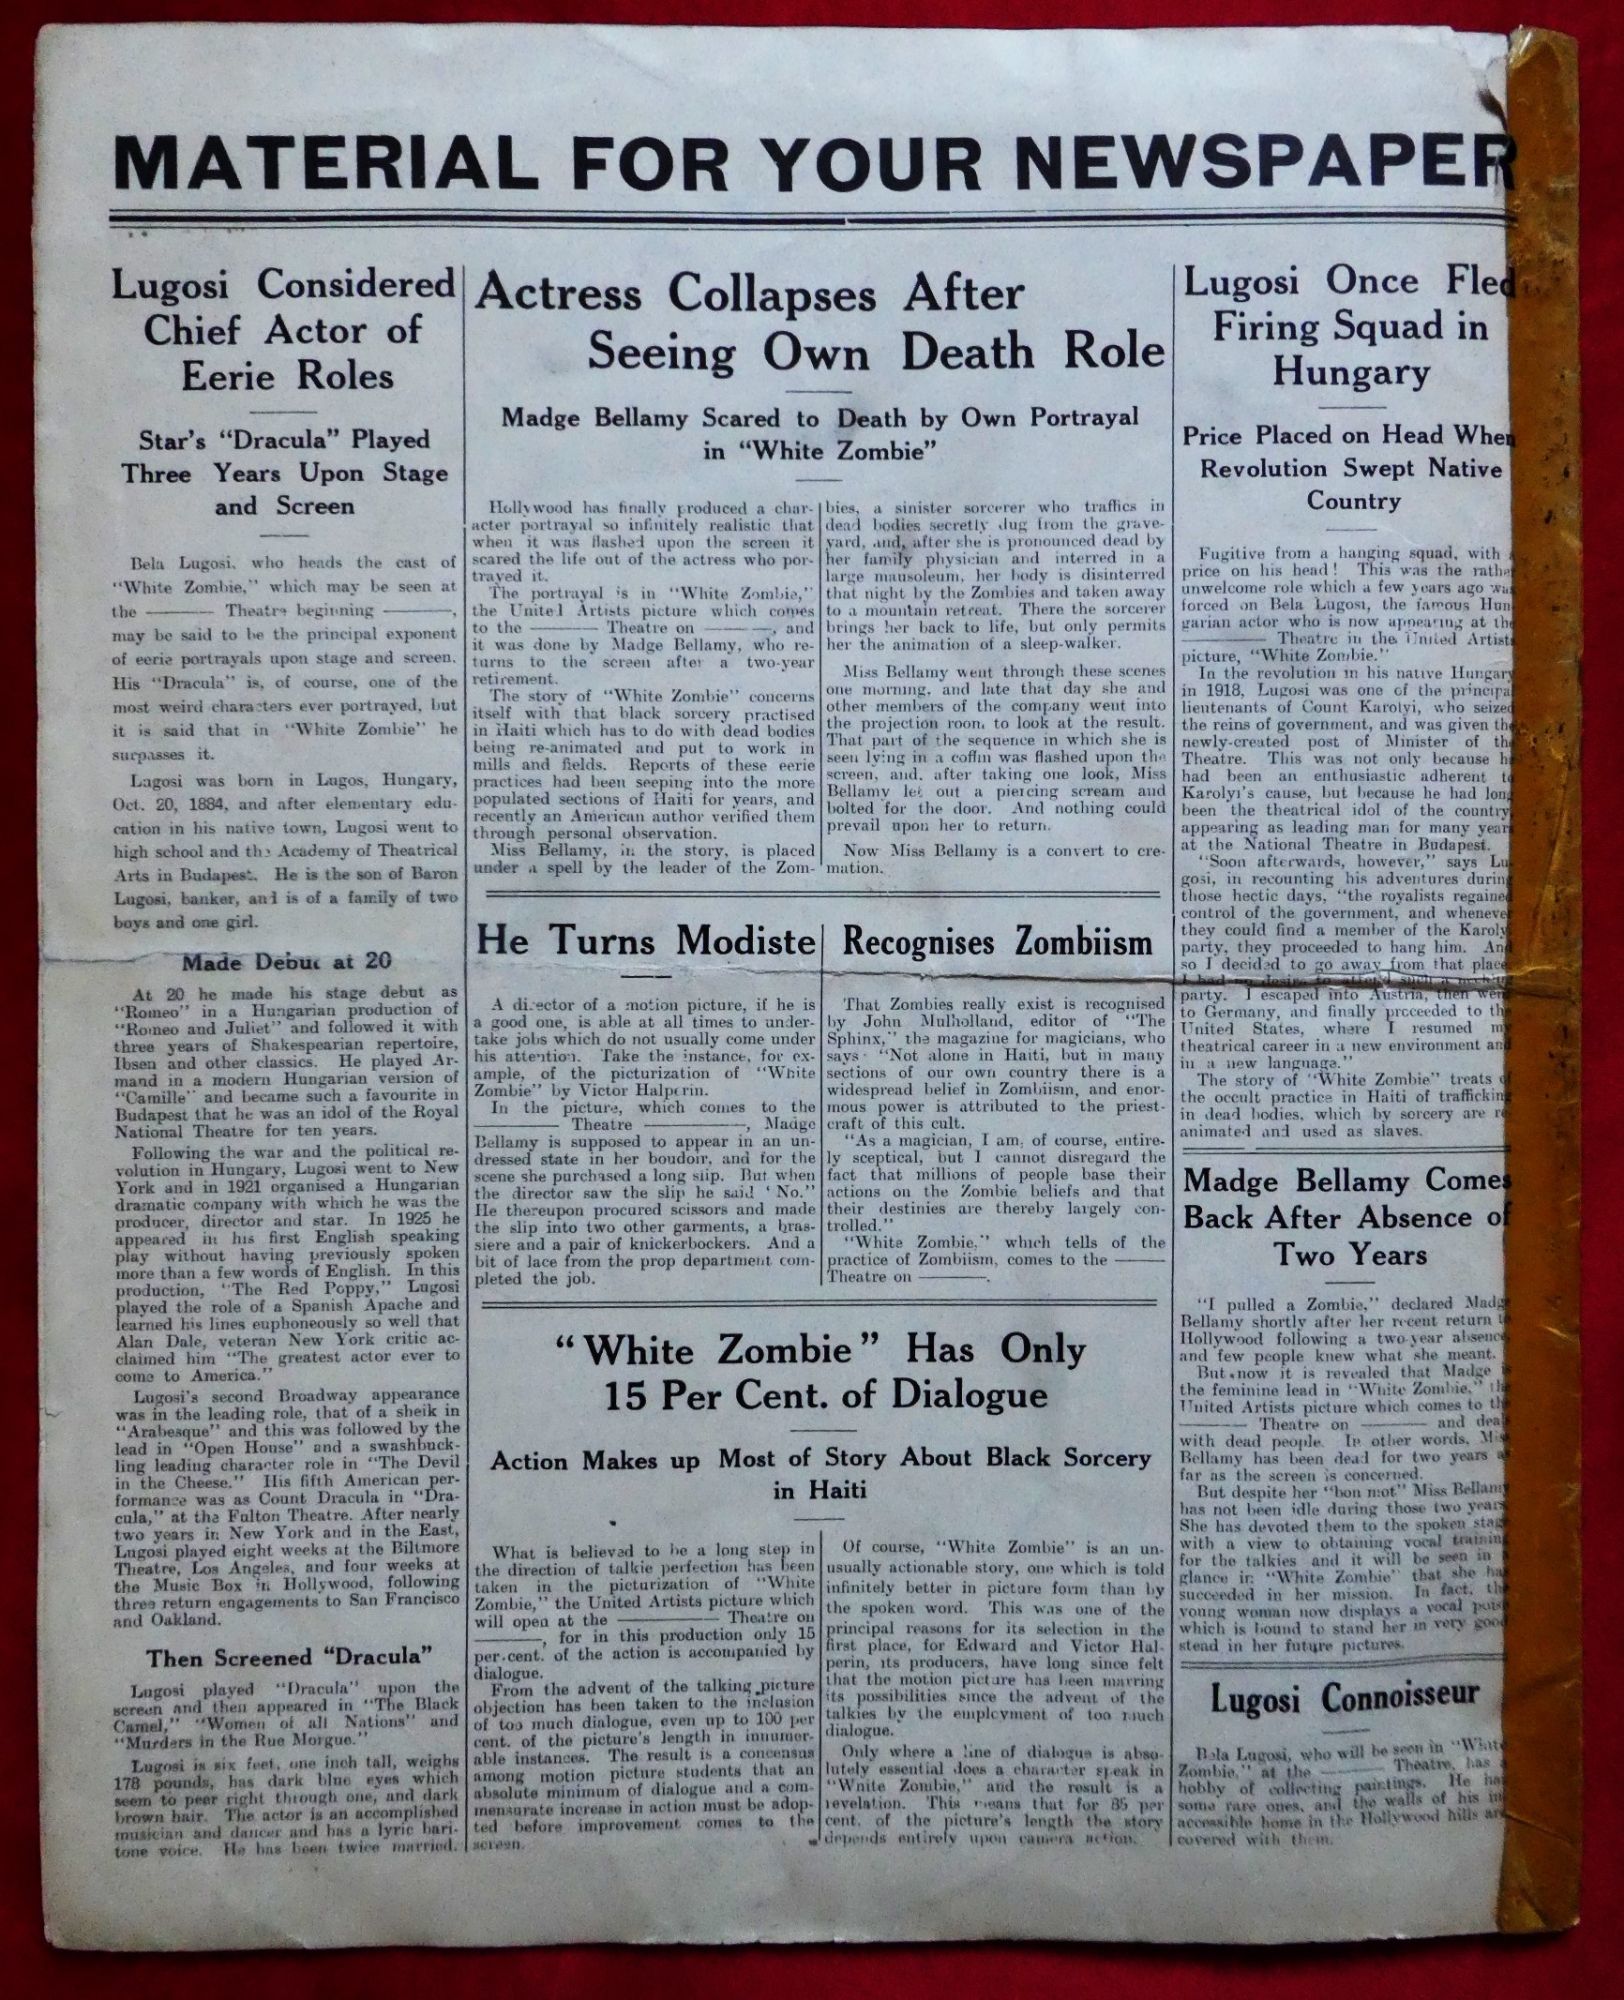 MATERIAL FOR YOUR NEWSPAPER
Lugosi Considered
Chief Actor of
Eerie Roles
Star's "Dracula" Played
Three Years Upon Stage
and Screen
Bela Lugosi, who heads the cast of
"White Zombie," which may be seen at
the ——— Theatre beginning ———,
may be said to be the principal exponent
of eerie portrayals upon stage and screen.
His "Dracula" is, of course, one of the
most weird characters ever portrayed, but
it is said that in "White Zombie" he
surpasses it.
Lagosi was born in Lugos, Hungary,
Oct. 20, 1884, and after elementary edu-
cation in his native town, Lugosi went to
high school and the Academy of Theatrical
Arts in Budapest. He is the son of Baron
Lugosi, banker, and is of a family of two
boys and one girl.
Made Debut at 20
At 20 he made his stage debut as
"Romeo" in a Hungarian production of
"Romeo and Juliet" and followed it with
three years of Shakespearian repertoire,
Ibsen and other classics. He played Ar-
mand in a modern Hungarian version of
"Camille" and became such a favourite in
Budapest that he was an idol of the Royal
National Theatre for ten years.
Following the war and the political re-
volution in Hungary, Lugosi went to New
York and in 1921 organised a Hungarian
dramatic company with which he was the
producer, director and star. In 1925 he
appeared in his first English speaking
play without having previously spoken
more than a few words of English. In this
production, "The Red Poppy," Lugosi
played the role of a Spanish Apache and
learned his lines euphoneously so well that
Alan Dale, veteran New York critic ac-
claimed him "The greatest actor ever to
come to America."
Lugosi's second Broadway appearance
was in the leading role, that of a sheik in
"Arabesque" and this was followed by the
lead in "Open House" and a swashbuck-
ling leading character role in "The Devil
in the Cheese." His fifth American per-
formance was as Count Dracula in "Dra-
cula," at the Fulton Theatre. After nearly
two years in New York and in the East,
Lugosi played eight weeks at the Biltmore
Theatre, Los Angeles, and four weeks at
the Music Box in Hollywood, following
three return engagements to San Francisco
and Oakland.
Then Screened "Dracula"
Lugosi played "Dracula" upon the
screen and then appeared in "The Black
Camel," "Women of all Nations" and
"Murders in the Rue Morgue."
Lugosi is six feet, one inch tall, weighs
178 pounds, has dark blue eyes which
seem to peer right through one, and dark
brown hair. The actor is an accomplished
musician and dancer and has a lyric bari-
tone voice. He has been twice married.
Actress Collapses After
Seeing Own Death Role
Madge Bellamy Scared to Death by Own Portrayal
in "White Zombie"
Hollywood has finally produced a char-
acter portrayal so infinitely realistic that
when it was flashed upon the screen it
scared the life out of the actress who por-
trayed it.
The portrayal is in "White Zombie,"
the United Artists picture which comes
to the ——— Theatre on ———, and
it was done by Madge Bellamy, who re-
turns to the screen after a two-year
retirement.
The story of "White Zombie" concerns
itself with that black sorcery practised
in Haiti which has to do with dead bodies
being re-animated and put to work in
mills and fields. Reports of these eerie
practices had been seeping into the more
populated sections of Haiti for years, and
recently an American author verified them
through personal observation.
Miss Bellamy, in the story, is placed
under a spell by the leader of the Zom-
bies, a sinister sorcerer who traffics in
dead bodies secretly dug from the grave-
yard, and, after she is pronounced dead by
her family physician and interred in a
large mausoleum, her body is disinterred
that night by the Zombies and taken away
to a mountain retreat. There the sorcerer
brings her back to life, but only permits
her the animation of a sleep-walker.
Miss Bellamy went through these scenes
one morning, and late that day she and
other members of the company went into
the projection room to look at the result.
That part of the sequence in which she is
seen lying in a coffin was flashed upon the
screen, and, after taking one look, Miss
Bellamy let out a piercing scream and
bolted for the door. And nothing could
prevail upon her to return.
Now Miss Bellamy is a convert to cre-
mation.
He Turns Modiste
A director of a motion picture, if he is
a good one, is able at all times to under-
take jobs which do not usually come under
his attention. Take the instance, for ex-
ample, of the picturization of "White
Zombie" by Victor Halperin.
In the picture, which comes to the
——— Theatre ———, Madge
Bellamy is supposed to appear in an un-
dressed state in her boudoir, and for the
scene she purchased a long slip. But when
the director saw the slip he said "No."
He thereupon procured scissors and made
the slip into two other garments, a bras-
siere and a pair of knickerbockers. And a
bit of lace from the prop department com-
pleted the job.
Recognises Zombiism
That Zombies really exist is recognised
by John Mulholland, editor of "The
Sphinx," the magazine for magicians, who
says: "Not alone in Haiti, but in many
sections of our own country there is a
widespread belief in Zombiism, and enor-
mous power is attributed to the priest-
craft of this cult.
"As a magician, I am, of course, entire-
ly sceptical, but I cannot disregard the
fact that millions of people base their
actions on the Zombie beliefs and that
their destinies are thereby largely con-
trolled."
"White Zombie," which tells of the
practice of Zombiism, comes to the ———
Theatre on ———.
"White Zombie" Has Only
15 Per Cent. of Dialogue
Action Makes up Most of Story About Black Sorcery
in Haiti
What is believed to be a long step in
the direction of talkie perfection has been
taken in the picturization of "White
Zombie," the United Artists picture which
will open at the ——— Theatre on
———, for in this production only 15
per.cent. of the action is accompanied by
dialogue.
From the advent of the talking picture
objection has been taken to the inclusion
of too much dialogue, even up to 100 per
cent. of the picture's length in innumer-
able instances. The result is a concensus
among motion picture students that an
absolute minimum of dialogue and a com-
mensurate increase in action must be adop-
ted before improvement comes to the
screen.
Of course, "White Zombie" is an un-
usually actionable story, one which is told
infinitely better in picture form than by
the spoken word. This was one of the
principal reasons for its selection in the
first place, for Edward and Victor Hal-
perin, its producers, have long since felt
that the motion picture has been marring
its possibilities since the advent of the
talkies by the employment of too much
dialogue.
Only where a line of dialogue is abso-
lutely essential does a character speak in
"White Zombie," and the result is a
revelation. This means that for 85 per
cent. of the picture's length the story
depends entirely upon camera action.
Lugosi Once Fled
Firing Squad in
Hungary
Price Placed on Head When
Revolution Swept Native
Country
Fugitive from a hanging squad, with a
price on his head! This was the rathe
unwelcome role which a few years ago was
forced on Bela Lugosi, the famous Hun
garian actor who is now appearing at the
——— Theatre in the United Artists
picture, "White Zombie."
In the revolution in his native Hungary
in 1918, Lugosi was one of the principa
lieutenants of Count Karolyi, who seized
the reins of government, and was given the
newly-created post of Minister of the
Theatre. This was not only because he
had been an enthusiastic adherent to
Karolyi's cause, but because he had long
been the theatrical idol of the country
appearing as leading man for many years
at the National Theatre in Budapest.
"Soon afterwards, however," says Lu
gosi, in recounting his adventures during
those hectic days, "the royalists regained
control of the government, and wheneve
they could find a member of the Karoly
party, they proceeded to hang him. And
so I decided to go away from that place
I had no desire to attend such a
party. I escaped into Austria, then went
to Germany, and finally proceeded to the
United States, where I resumed my
theatrical career in a new environment and
in a new language."
The story of "White Zombie" treats of
the occult practice in Haiti of trafficking
in dead bodies, which by sorcery are re
animated and used as slaves.
Madge Bellamy Comes
Back After Absence of
Two Years
"I pulled a Zombie," declared Madge
Bellamy shortly after her recent return to
Hollywood following a two-year absence
and few people knew what she meant.
But now it is revealed that Madge is
the feminine lead in "White Zombie," the
United Artists picture which comes to the
——— Theatre on ——— and deals
with dead people. In other words, Miss
Bellamy has been dead for two years as
far as the screen is concerned.
But despite her "bon mot" Miss Bellamy
has not been idle during those two years
She has devoted them to the spoken stage
with a view to obtaining vocal training
for the talkies and it will be seen in a
glance in "White Zombie" that she has
succeeded in her mission. In fact, the
young woman now displays a vocal poise
which is bound to stand her in very good
stead in her future pictures.
Lugosi Connoisseur
Bela Lugosi, who will be seen in "White
Zombie," at the ——— Theatre, has a
hobby of collecting paintings. He has
some rare ones, and the walls of his in
accessible home in the Hollywood hills are
covered with them.